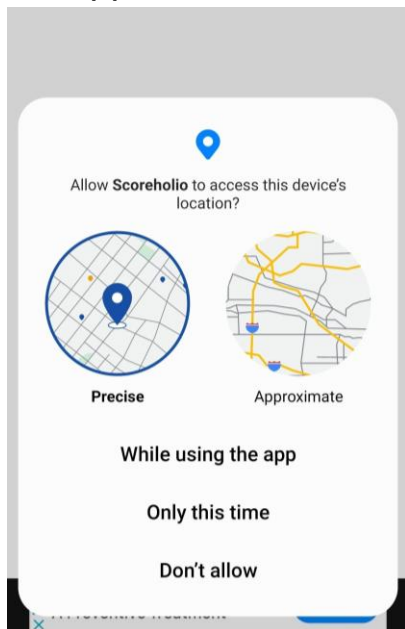 Allow Scoreholio to access this device's
location?
Precise
Approximate
While using the app
Only this time
Don't allow